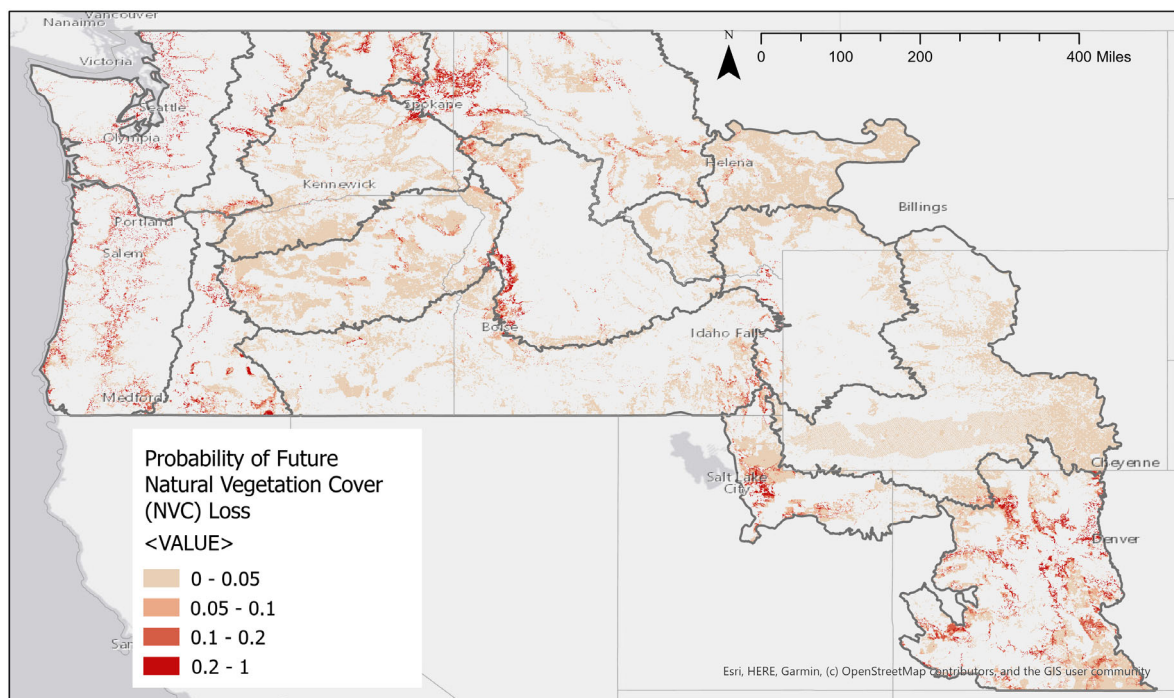 Vancouver
Nanaimo
Victoria
Seattle
Olympia
Spokane
Kennewick
Portland
Salem
Medford
Boise
Idaho Falls
Helena
Billings
Salt Lake
City
Cheyenne
Denver
N
0 100 200 400 Miles
Probability of Future
Natural Vegetation Cover
(NVC) Loss
<VALUE>
0 - 0.05
0.05 - 0.1
0.1 - 0.2
0.2 - 1
Esri, HERE, Garmin, (c) OpenStreetMap contributors, and the GIS user community